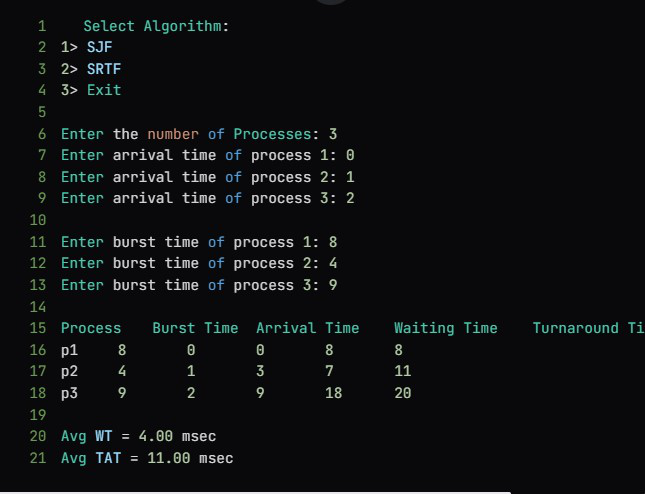 1 Select Algorithm:
2 1> SJF
3 2> SRTF
4 3> Exit
5
6 Enter the number of Processes: 3
7 Enter arrival time of process 1: 0
8 Enter arrival time of process 2: 1
9 Enter arrival time of process 3: 2
10
11 Enter burst time of process 1: 8
12 Enter burst time of process 2: 4
13 Enter burst time of process 3: 9
14
15 Process Burst Time Arrival Time Waiting Time Turnaround Ti
16 p1 8 0 0 8 8
17 p2 4 1 3 7 11
18 p3 9 2 9 18 20
19
20 Avg WT = 4.00 msec
21 Avg TAT = 11.00 msec